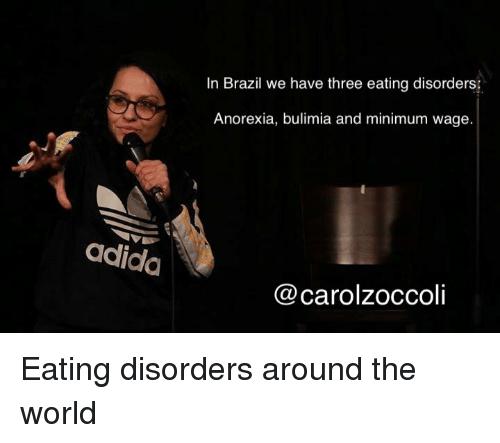 In Brazil we have three eating disorders:
Anorexia, bulimia and minimum wage.
adida
@carolzoccoli
Eating disorders around the
world